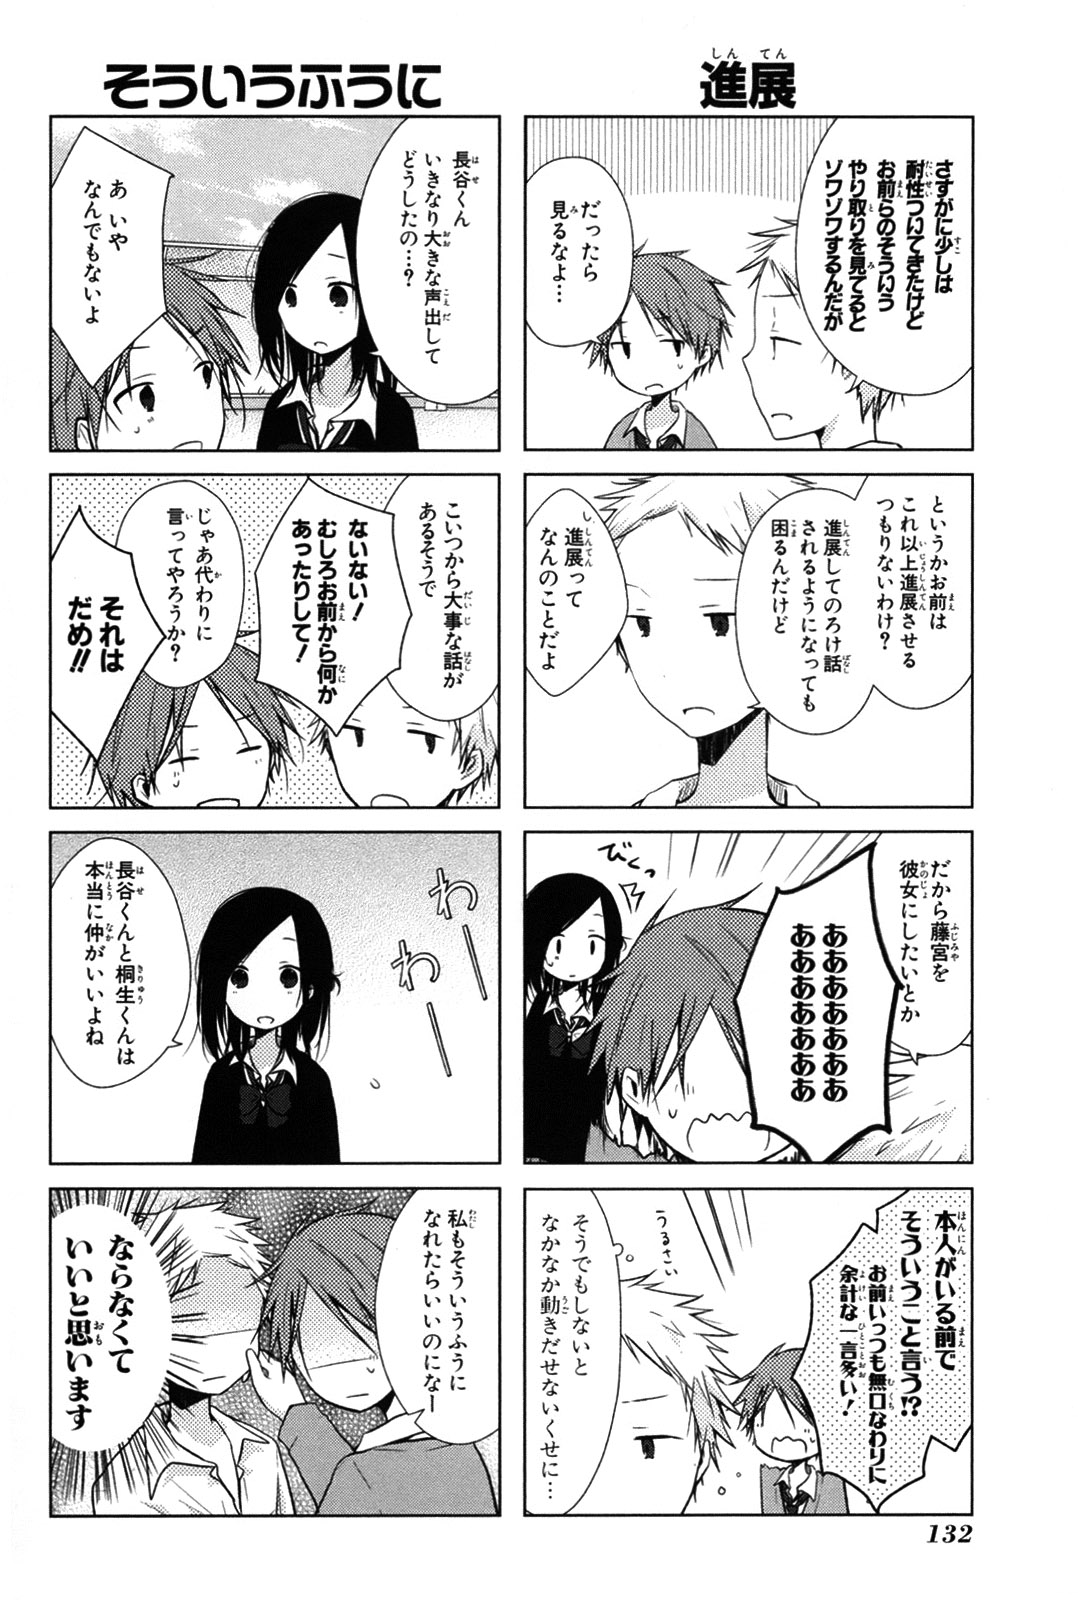 進展
さすがに少しは
耐性ついてきたけど
お前らのそういう
やり取りを見てると
ゾワゾワするんだが
だったら
見るなよ…
というかお前は
これ以上進展させる
つもりないわけ?
進展してのろけ話
されるようになっても
困るんだけど
進展って
なんのことだよ
だから藤宮を
彼女にしたいとか
ああああああああ
ああああああああ
びくっ
本人がいる前で
そういうこと言う!?
お前いっつも無口なわりに
余計な一言多い!
うるさい
そうでもしないと
なかなか動きだせないくせに…
そういうふうに
長谷くん
いきなり大きな声出して
どうしたの…?
あ いや
なんでもないよ
こいつから大事な話が
あるそうで
ないない!
むしろお前から何か
あったりして!
じゃあ代わりに
言ってやろうか?
それは
だめ!!
わー
わー
長谷くんと桐生くんは
本当に仲がいいよね
私もそういうふうに
なれたらいいのになー
ならなくて
いいと思います
132